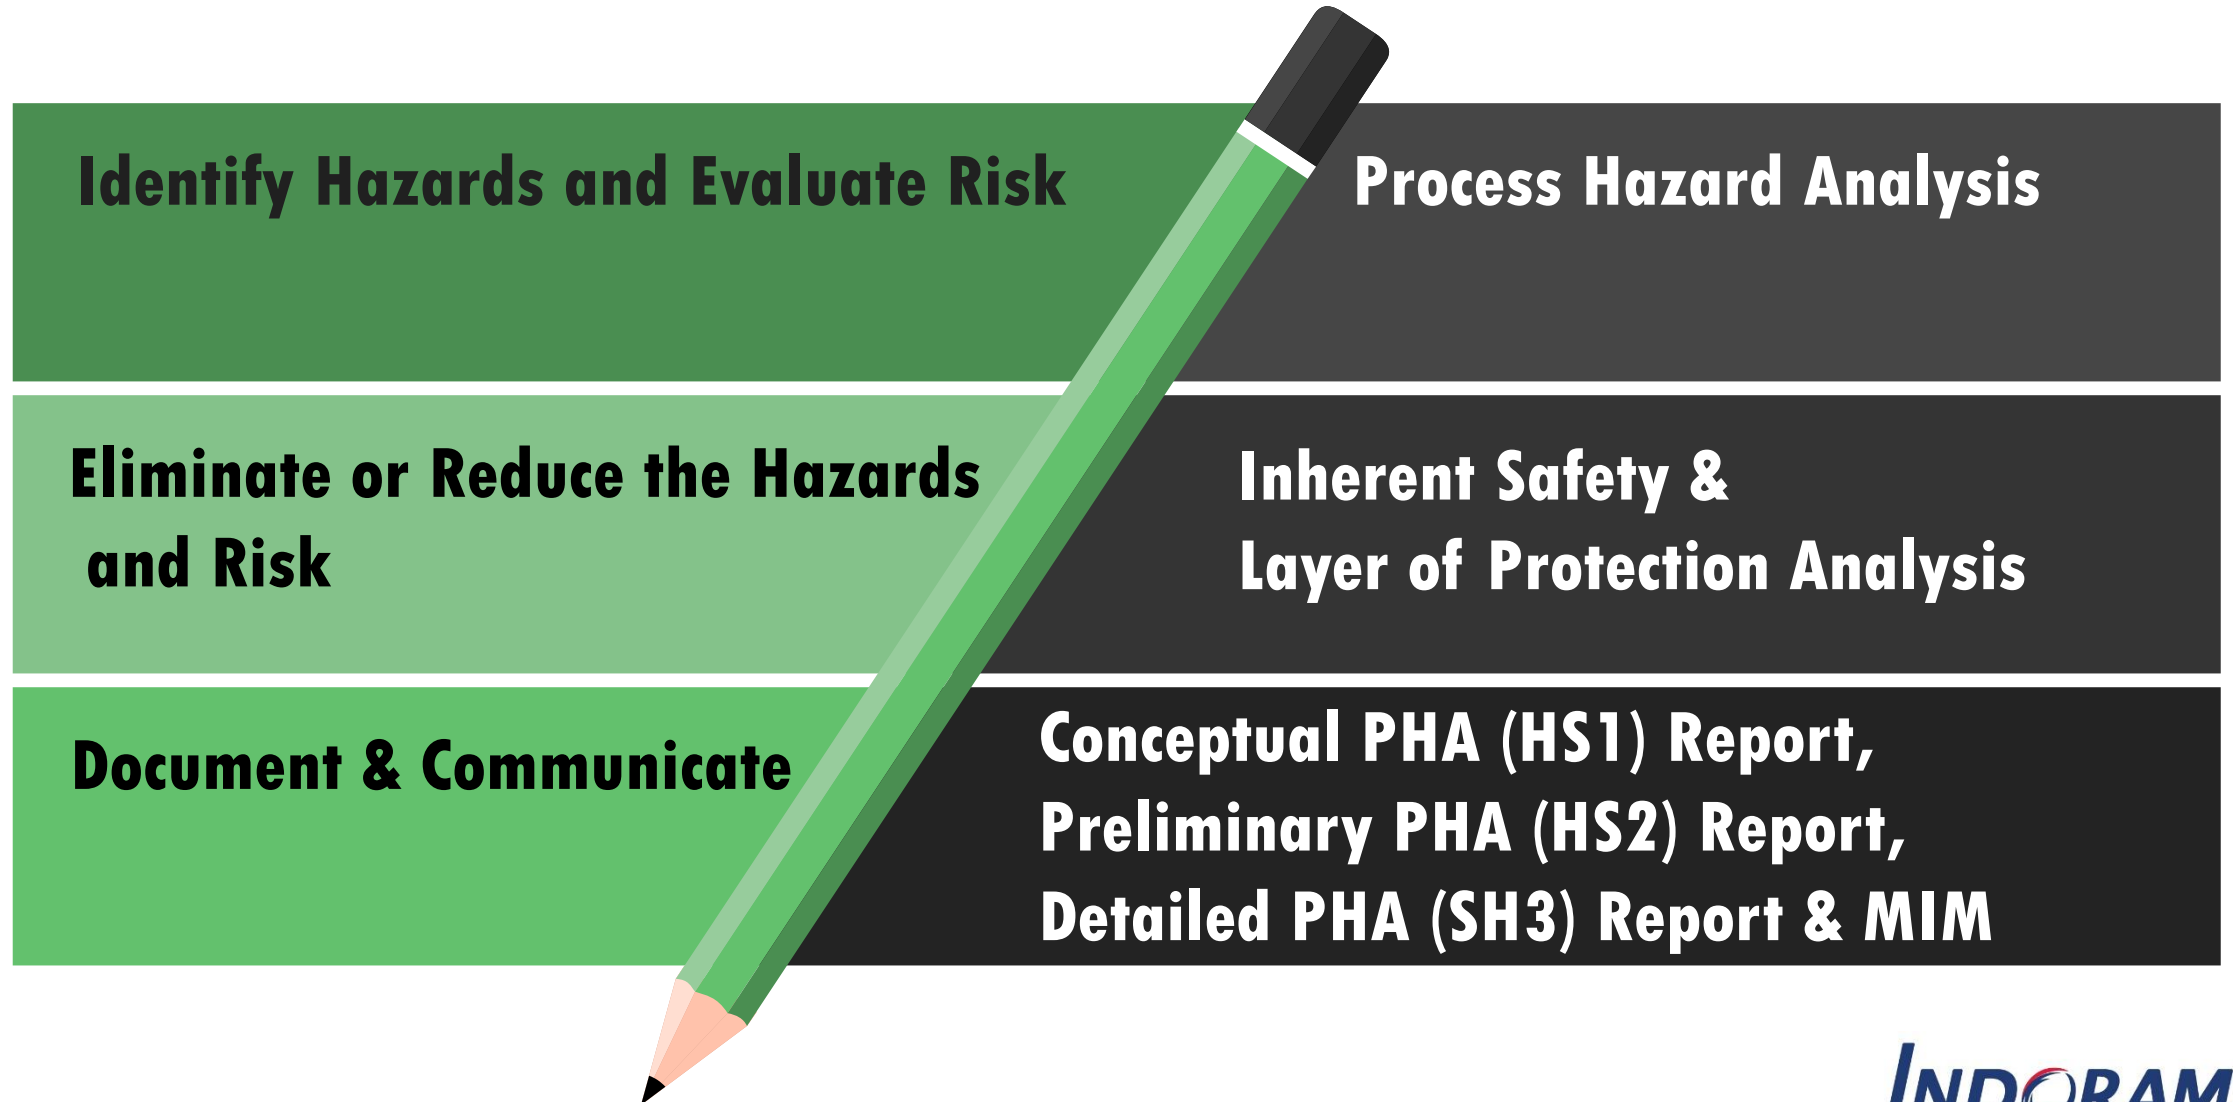 Identify Hazards and Evaluate Risk
Process Hazard Analysis
Eliminate or Reduce the Hazards
and Risk
Inherent Safety &
Layer of Protection Analysis
Document & Communicate
Conceptual PHA (HS1) Report,
Preliminary PHA (HS2) Report,
Detailed PHA (SH3) Report & MIM
INDORAM